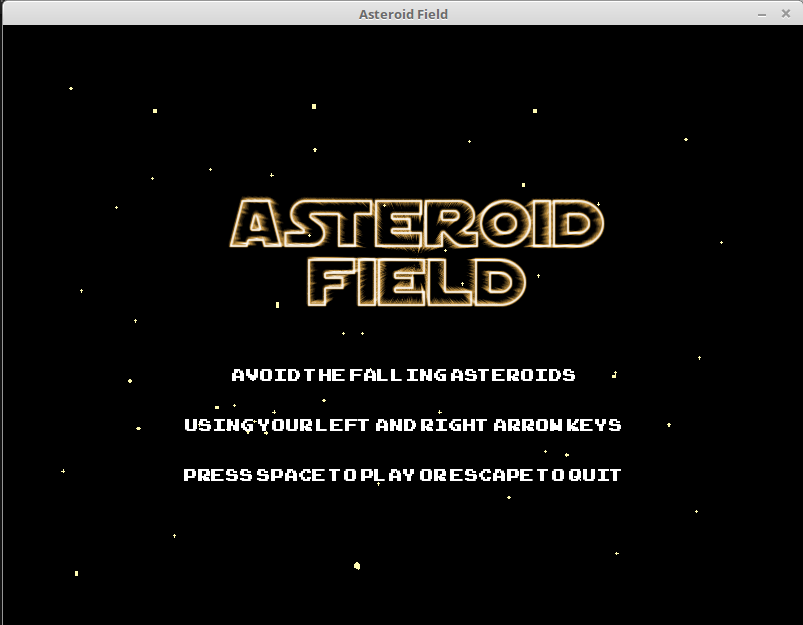 Asteroid Field
ASTEROID
FIELD
AVOID THE FALLING ASTEROIDS
USING YOUR LEFT AND RIGHT ARROW KEYS
PRESS SPACE TO PLAY OR ESCAPE TO QUIT